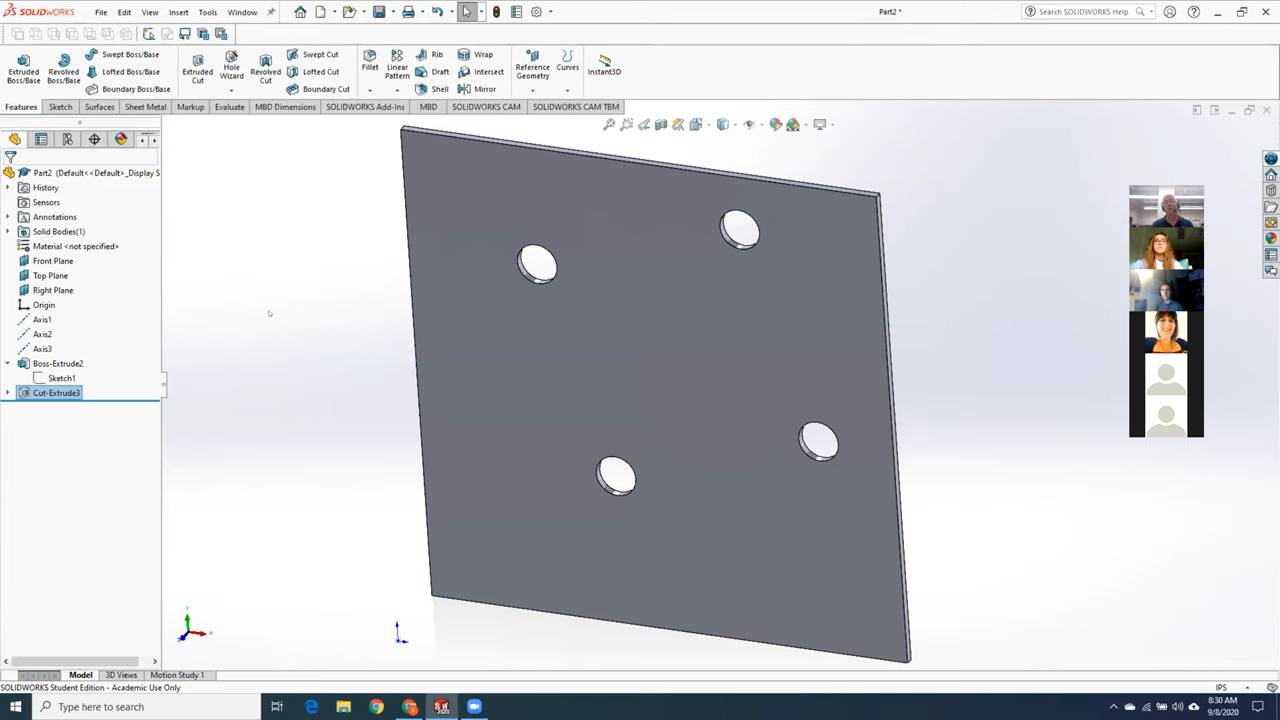 SOLIDWORKS File Edit View Insert Tools Window Part2 * Search SOLIDWORKS Help
Extruded Boss/Base
Revolved Boss/Base
Swept Boss/Base
Lofted Boss/Base
Boundary Boss/Base
Extruded Cut
Hole Wizard
Revolved Cut
Swept Cut
Lofted Cut
Boundary Cut
Fillet
Linear Pattern
Rib
Draft
Shell
Wrap
Intersect
Mirror
Reference Geometry
Curves
Instant3D
Features Sketch Surfaces Sheet Metal Markup Evaluate MBD Dimensions SOLIDWORKS Add-Ins MBD SOLIDWORKS CAM SOLIDWORKS CAM TBM
Part2 (Default<<Default>_Display S
History
Sensors
Annotations
Solid Bodies(1)
Material <not specified>
Front Plane
Top Plane
Right Plane
Origin
Axis1
Axis2
Axis3
Boss-Extrude2
Sketch1
Cut-Extrude3
Y
X
Z
Model 3D Views Motion Study 1
SOLIDWORKS Student Edition - Academic Use Only IPS
Type here to search
8:30 AM
9/8/2020